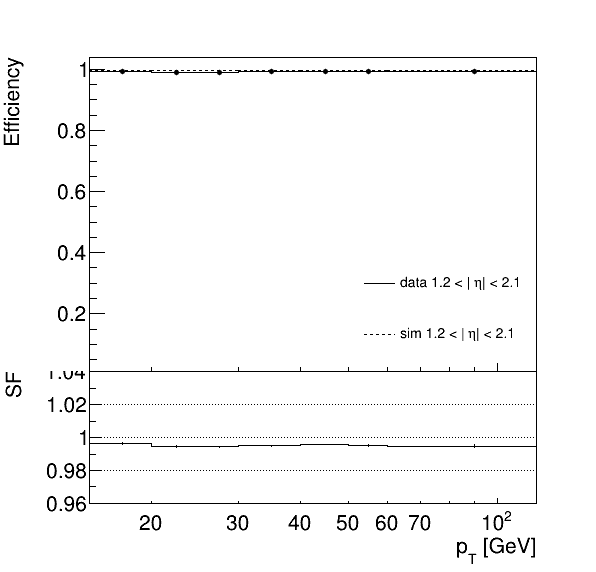 Efficiency
1
0.8
0.6
0.4
0.2
data 1.2 < | η| < 2.1
sim 1.2 < | η| < 2.1
SF
1.04
1.02
1
0.98
0.96
20 30 40 50 60 70 10²
p_T [GeV]